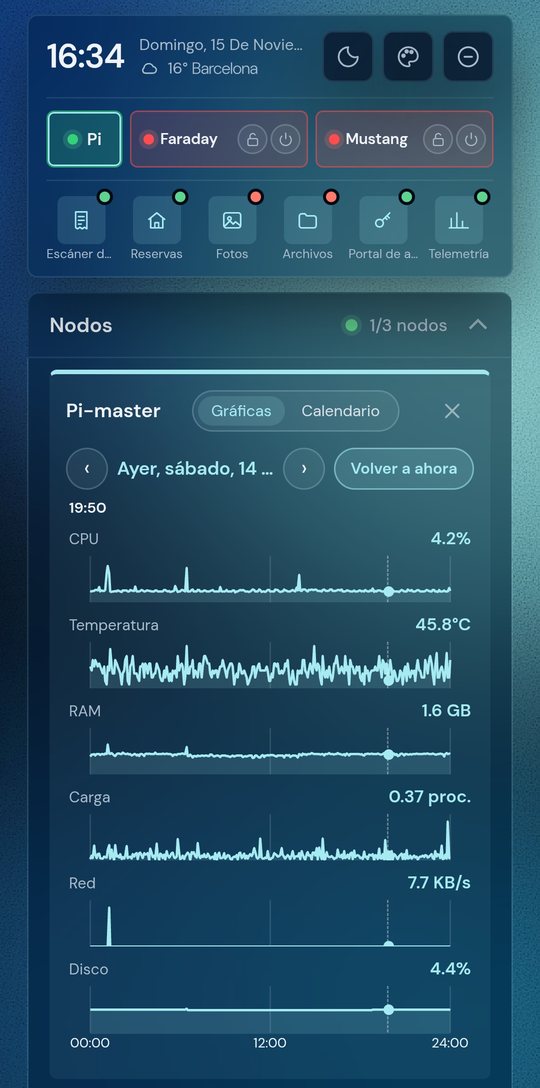 16:34
Domingo, 15 De Novie...
16° Barcelona
Pi
Faraday
Mustang
Escáner d...
Reservas
Fotos
Archivos
Portal de a...
Telemetría
Nodos
1/3 nodos
Pi-master
Gráficas
Calendario
Ayer, sábado, 14 ...
Volver a ahora
19:50
CPU
4.2%
Temperatura
45.8°C
RAM
1.6 GB
Carga
0.37 proc.
Red
7.7 KB/s
Disco
4.4%
00:00
12:00
24:00